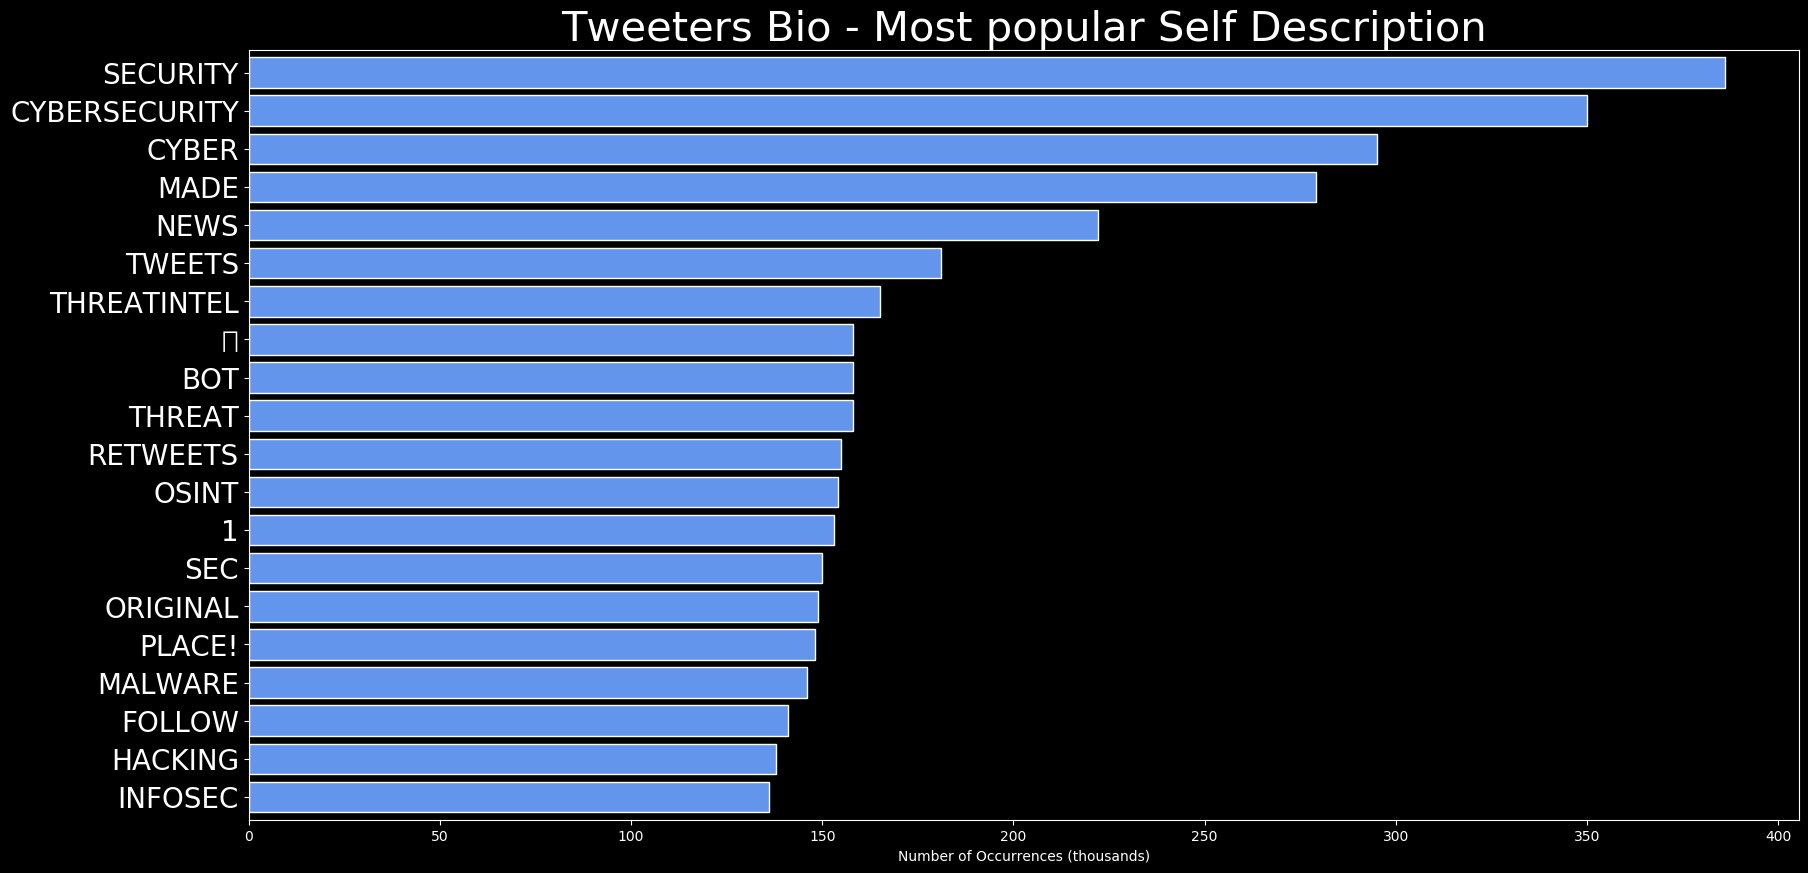 Tweeters Bio - Most popular Self Description
SECURITY
CYBERSECURITY
CYBER
MADE
NEWS
TWEETS
THREATINTEL
BOT
THREAT
RETWEETS
OSINT
1
SEC
ORIGINAL
PLACE!
MALWARE
FOLLOW
HACKING
INFOSEC
0 50 100 150 200 250 300 350 400
Number of Occurrences (thousands)